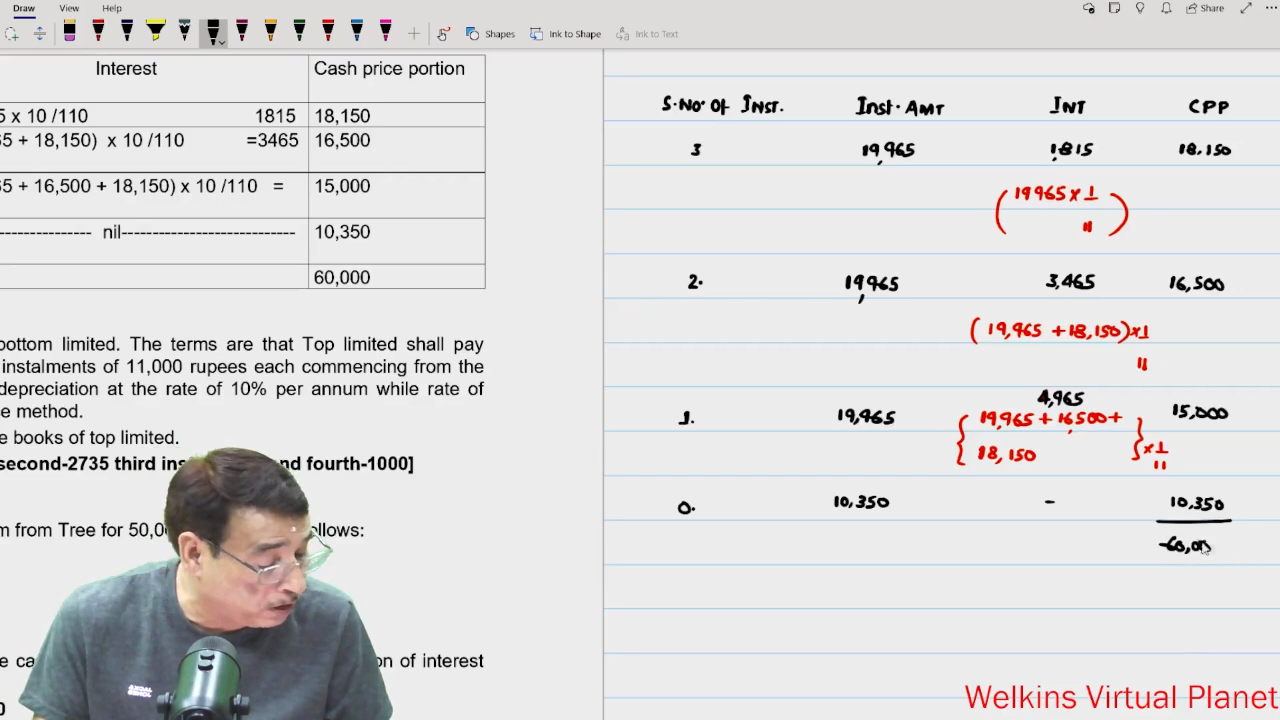 Draw View Help
Share
Shapes Ink to Shape Ink to Text
Interest Cash price portion
5 x 10 /110 1815 18,150
65 + 18,150) x 10 /110 =3465 16,500
65 + 16,500 + 18,150) x 10 /110 = 15,000
---------------- nil----------------------------- 10,350
60,000
bottom limited. The terms are that Top limited shall pay
instalments of 11,000 rupees each commencing from the
depreciation at the rate of 10% per annum while rate of
e method.
e books of top limited.
second-2735 third ins nd fourth-1000]
m from Tree for 50,0 llows:
e ca on of interest
0
S.No. Of Inst. Inst. AMT INT CPP
3 19,965 1,815 18,150
(19965 x 1
11)
2. 19,965 3,465 16,500
(19,965 + 18,150) x 1
11
4,965
1. 19,965 { 19,965 + 16,500 + 15,000
18,150 } x 1
11
0. 10,350 - 10,350
60,00
Welkins Virtual Planet